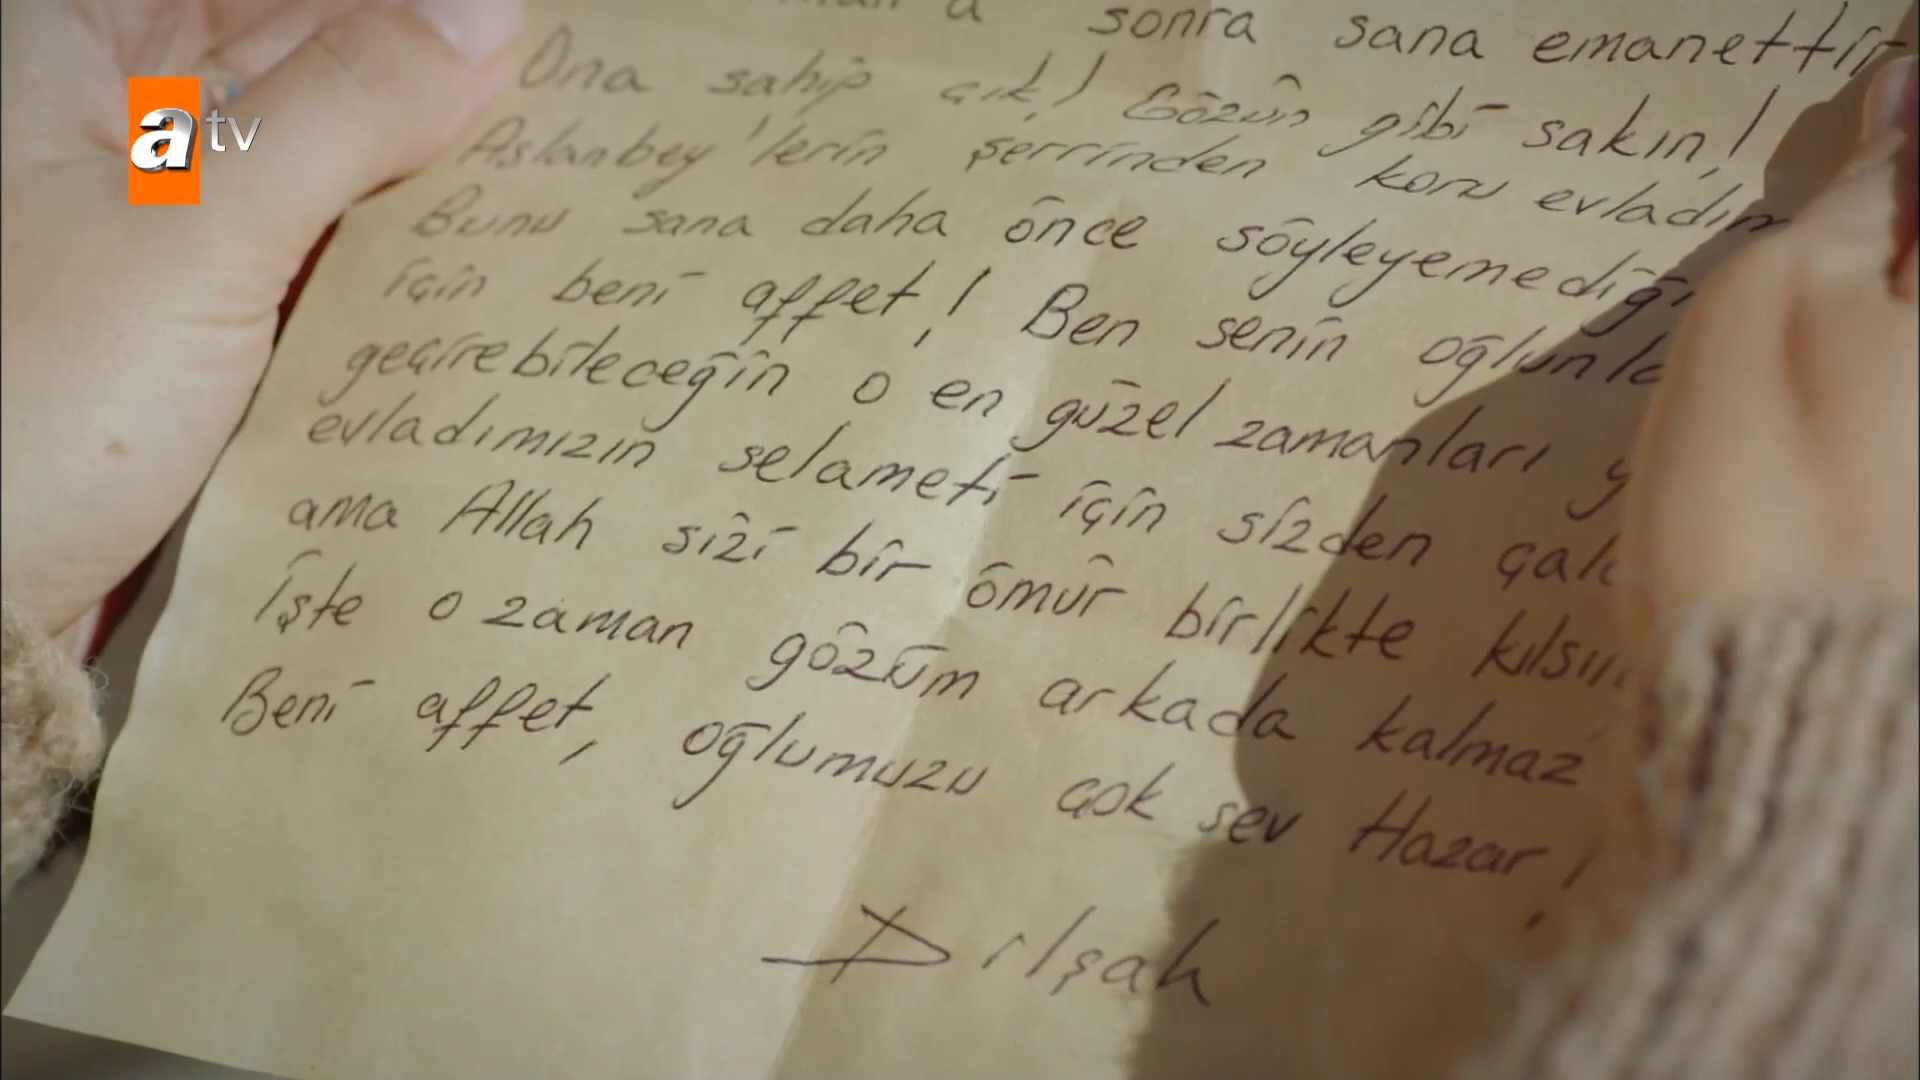 a tv
sonra sana emanettir
Ona sahip çık! Gözün gibi sakın!
Aslanbey'lerin şerrinden koru evladım
Bunu sana daha önce söyleyemediği
için beni affet! Ben senin oğlunla
geçirebileceğin o en güzel zamanları
evladımızın selameti için sizden
ama Allah sizi bir ömür birlikte kılsın
İşte o zaman gözüm arkada kalmaz
Beni affet, oğlumuzu çok sev Hazar!
Dilşah